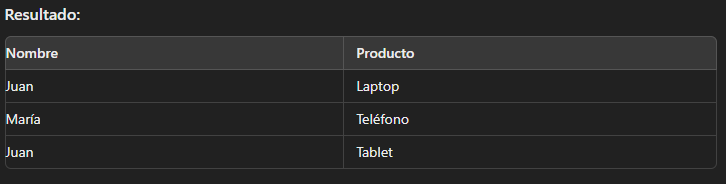 Resultado:
Nombre Producto
Juan Laptop
María Teléfono
Juan Tablet